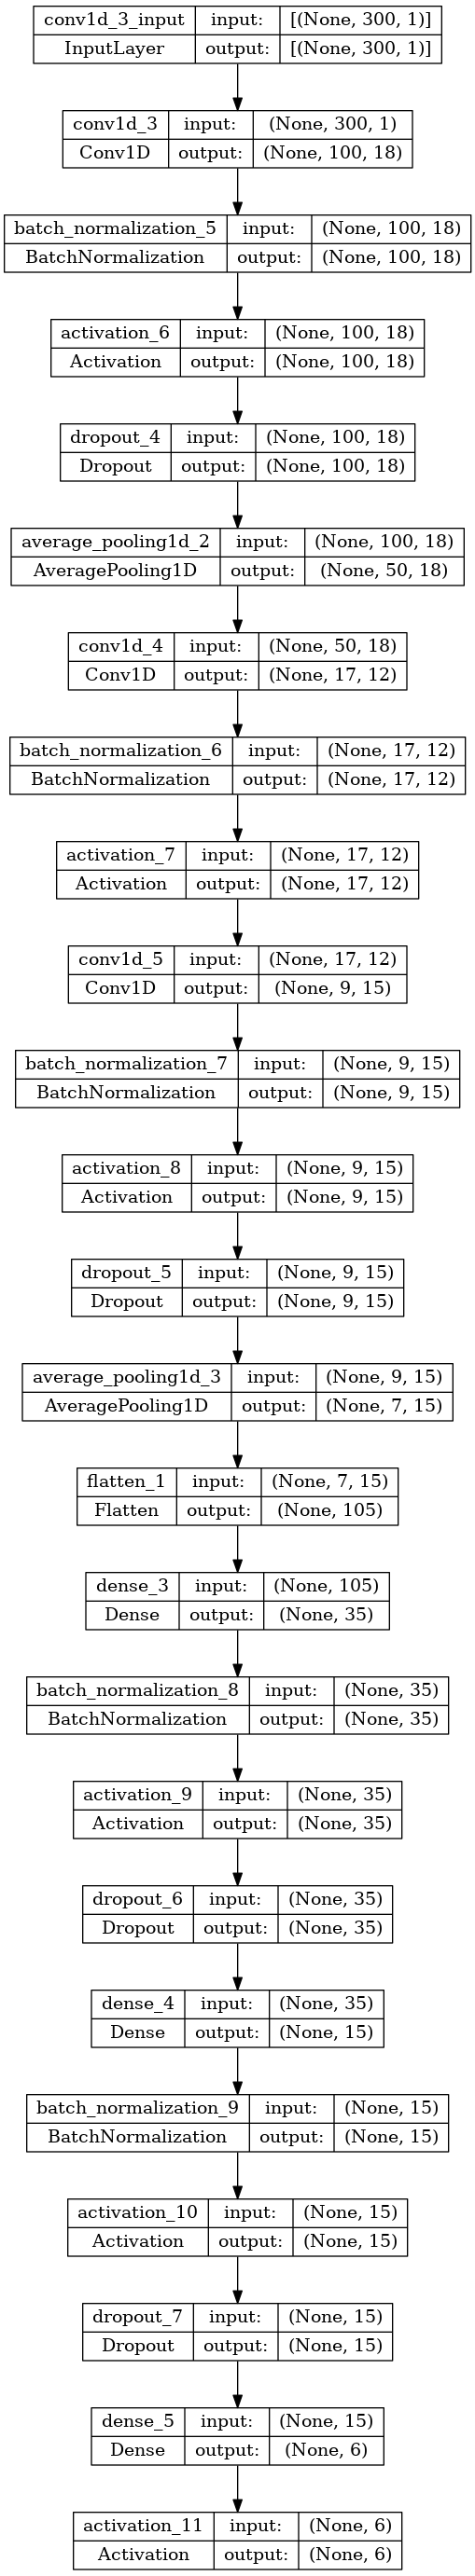 conv1d_3_input input: [(None, 300, 1)]
InputLayer output: [(None, 300, 1)]
conv1d_3 input: (None, 300, 1)
Conv1D output: (None, 100, 18)
batch_normalization_5 input: (None, 100, 18)
BatchNormalization output: (None, 100, 18)
activation_6 input: (None, 100, 18)
Activation output: (None, 100, 18)
dropout_4 input: (None, 100, 18)
Dropout output: (None, 100, 18)
average_pooling1d_2 input: (None, 100, 18)
AveragePooling1D output: (None, 50, 18)
conv1d_4 input: (None, 50, 18)
Conv1D output: (None, 17, 12)
batch_normalization_6 input: (None, 17, 12)
BatchNormalization output: (None, 17, 12)
activation_7 input: (None, 17, 12)
Activation output: (None, 17, 12)
conv1d_5 input: (None, 17, 12)
Conv1D output: (None, 9, 15)
batch_normalization_7 input: (None, 9, 15)
BatchNormalization output: (None, 9, 15)
activation_8 input: (None, 9, 15)
Activation output: (None, 9, 15)
dropout_5 input: (None, 9, 15)
Dropout output: (None, 9, 15)
average_pooling1d_3 input: (None, 9, 15)
AveragePooling1D output: (None, 7, 15)
flatten_1 input: (None, 7, 15)
Flatten output: (None, 105)
dense_3 input: (None, 105)
Dense output: (None, 35)
batch_normalization_8 input: (None, 35)
BatchNormalization output: (None, 35)
activation_9 input: (None, 35)
Activation output: (None, 35)
dropout_6 input: (None, 35)
Dropout output: (None, 35)
dense_4 input: (None, 35)
Dense output: (None, 15)
batch_normalization_9 input: (None, 15)
BatchNormalization output: (None, 15)
activation_10 input: (None, 15)
Activation output: (None, 15)
dropout_7 input: (None, 15)
Dropout output: (None, 15)
dense_5 input: (None, 15)
Dense output: (None, 6)
activation_11 input: (None, 6)
Activation output: (None, 6)